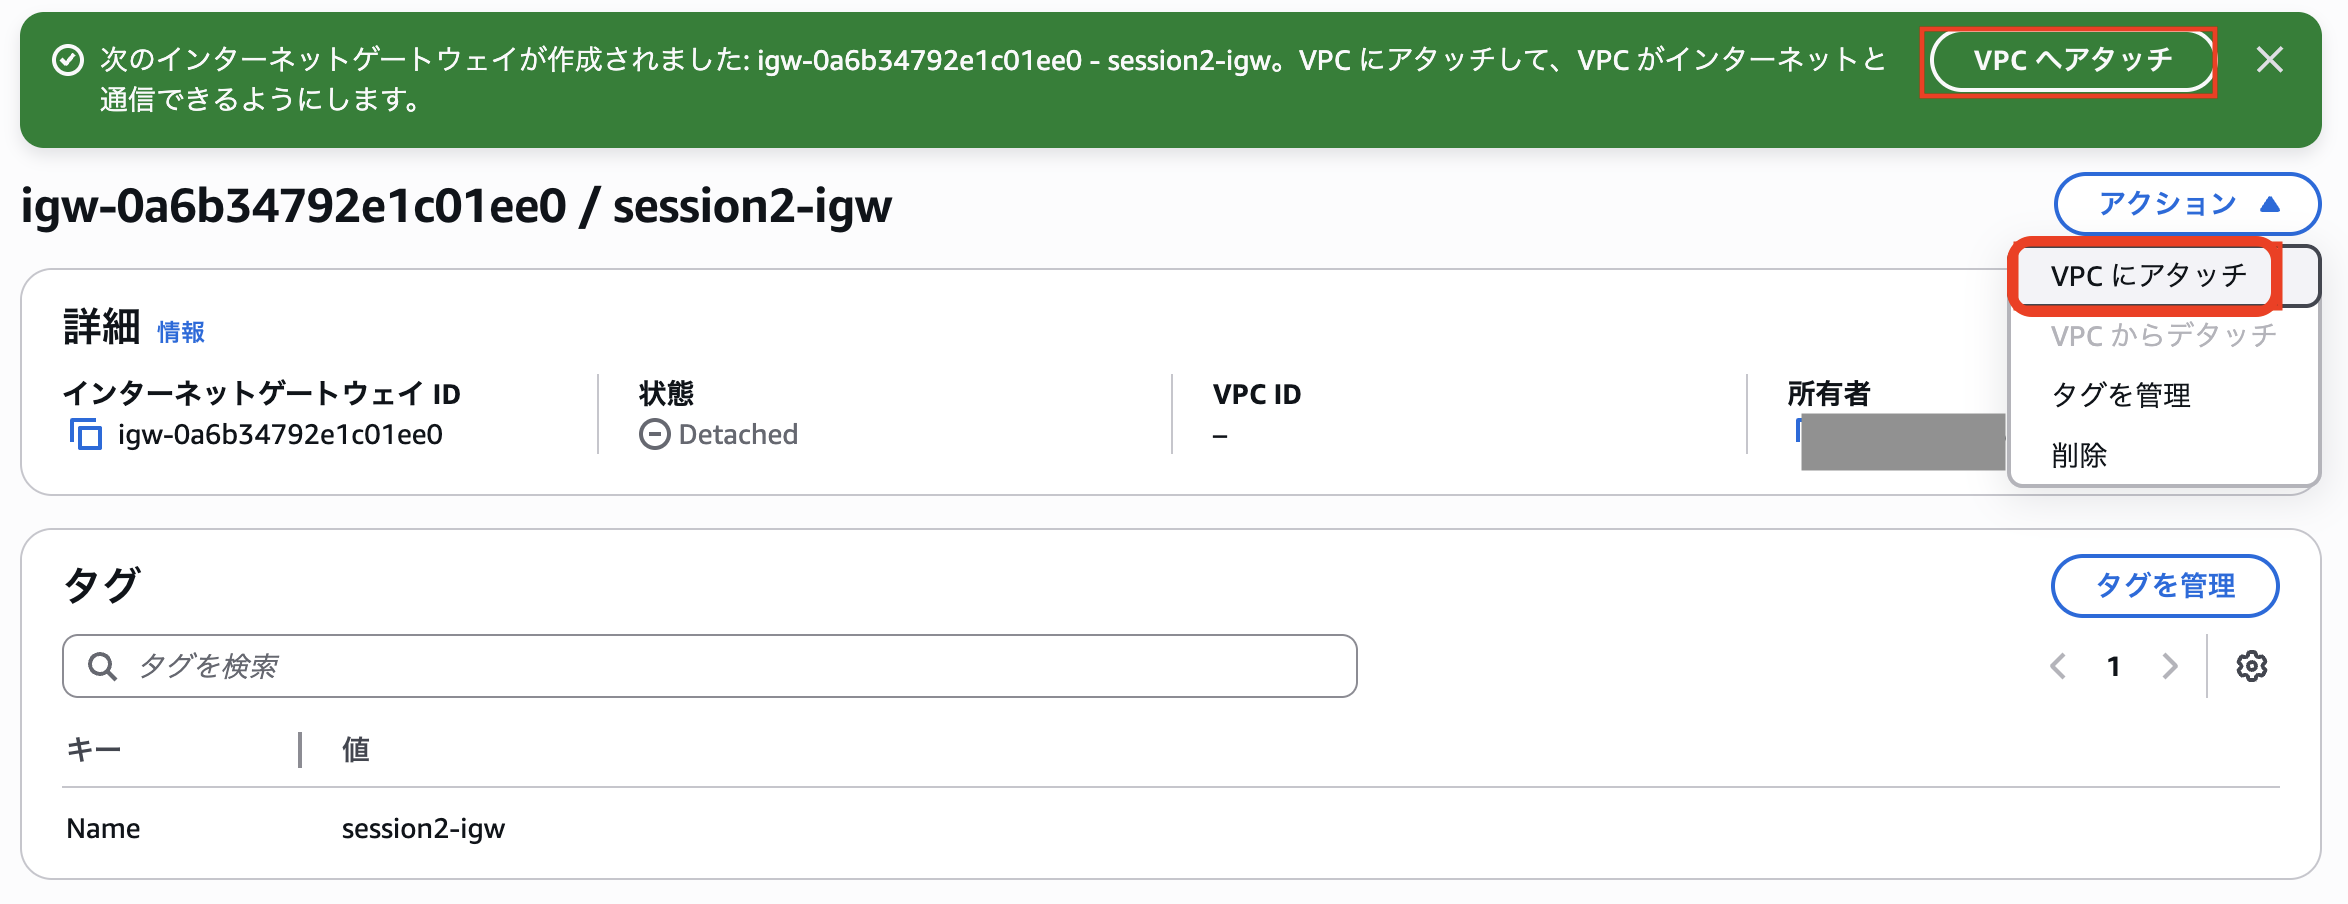 次のインターネットゲートウェイが作成されました: igw-0a6b34792e1c01ee0 - session2-igw。VPC にアタッチして、VPC がインターネットと
通信できるようにします。
VPC へアタッチ
igw-0a6b34792e1c01ee0 / session2-igw
アクション
VPC にアタッチ
VPC からデタッチ
タグを管理
削除
詳細 情報
インターネットゲートウェイ ID
igw-0a6b34792e1c01ee0
状態
Detached
VPC ID
–
所有者
タグ
タグを管理
タグを検索
1
キー 値
Name session2-igw